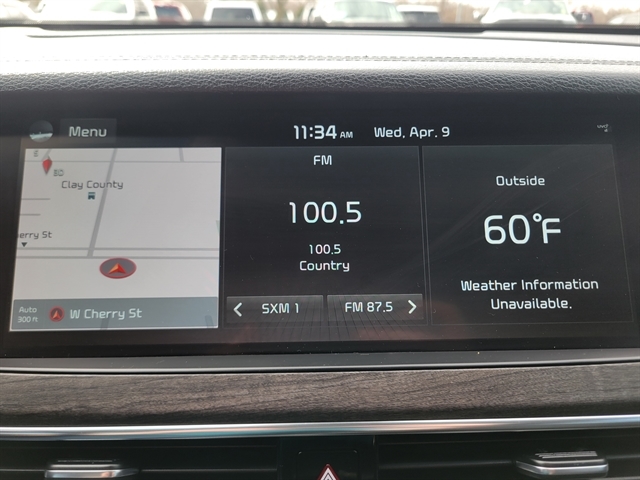 Menu
11:34 AM
Wed, Apr. 9
E
Clay County
erry St
Auto
300 ft
W Cherry St
FM
100.5
100.5
Country
SXM 1
FM 87.5
Outside
60°F
Weather Information
Unavailable.